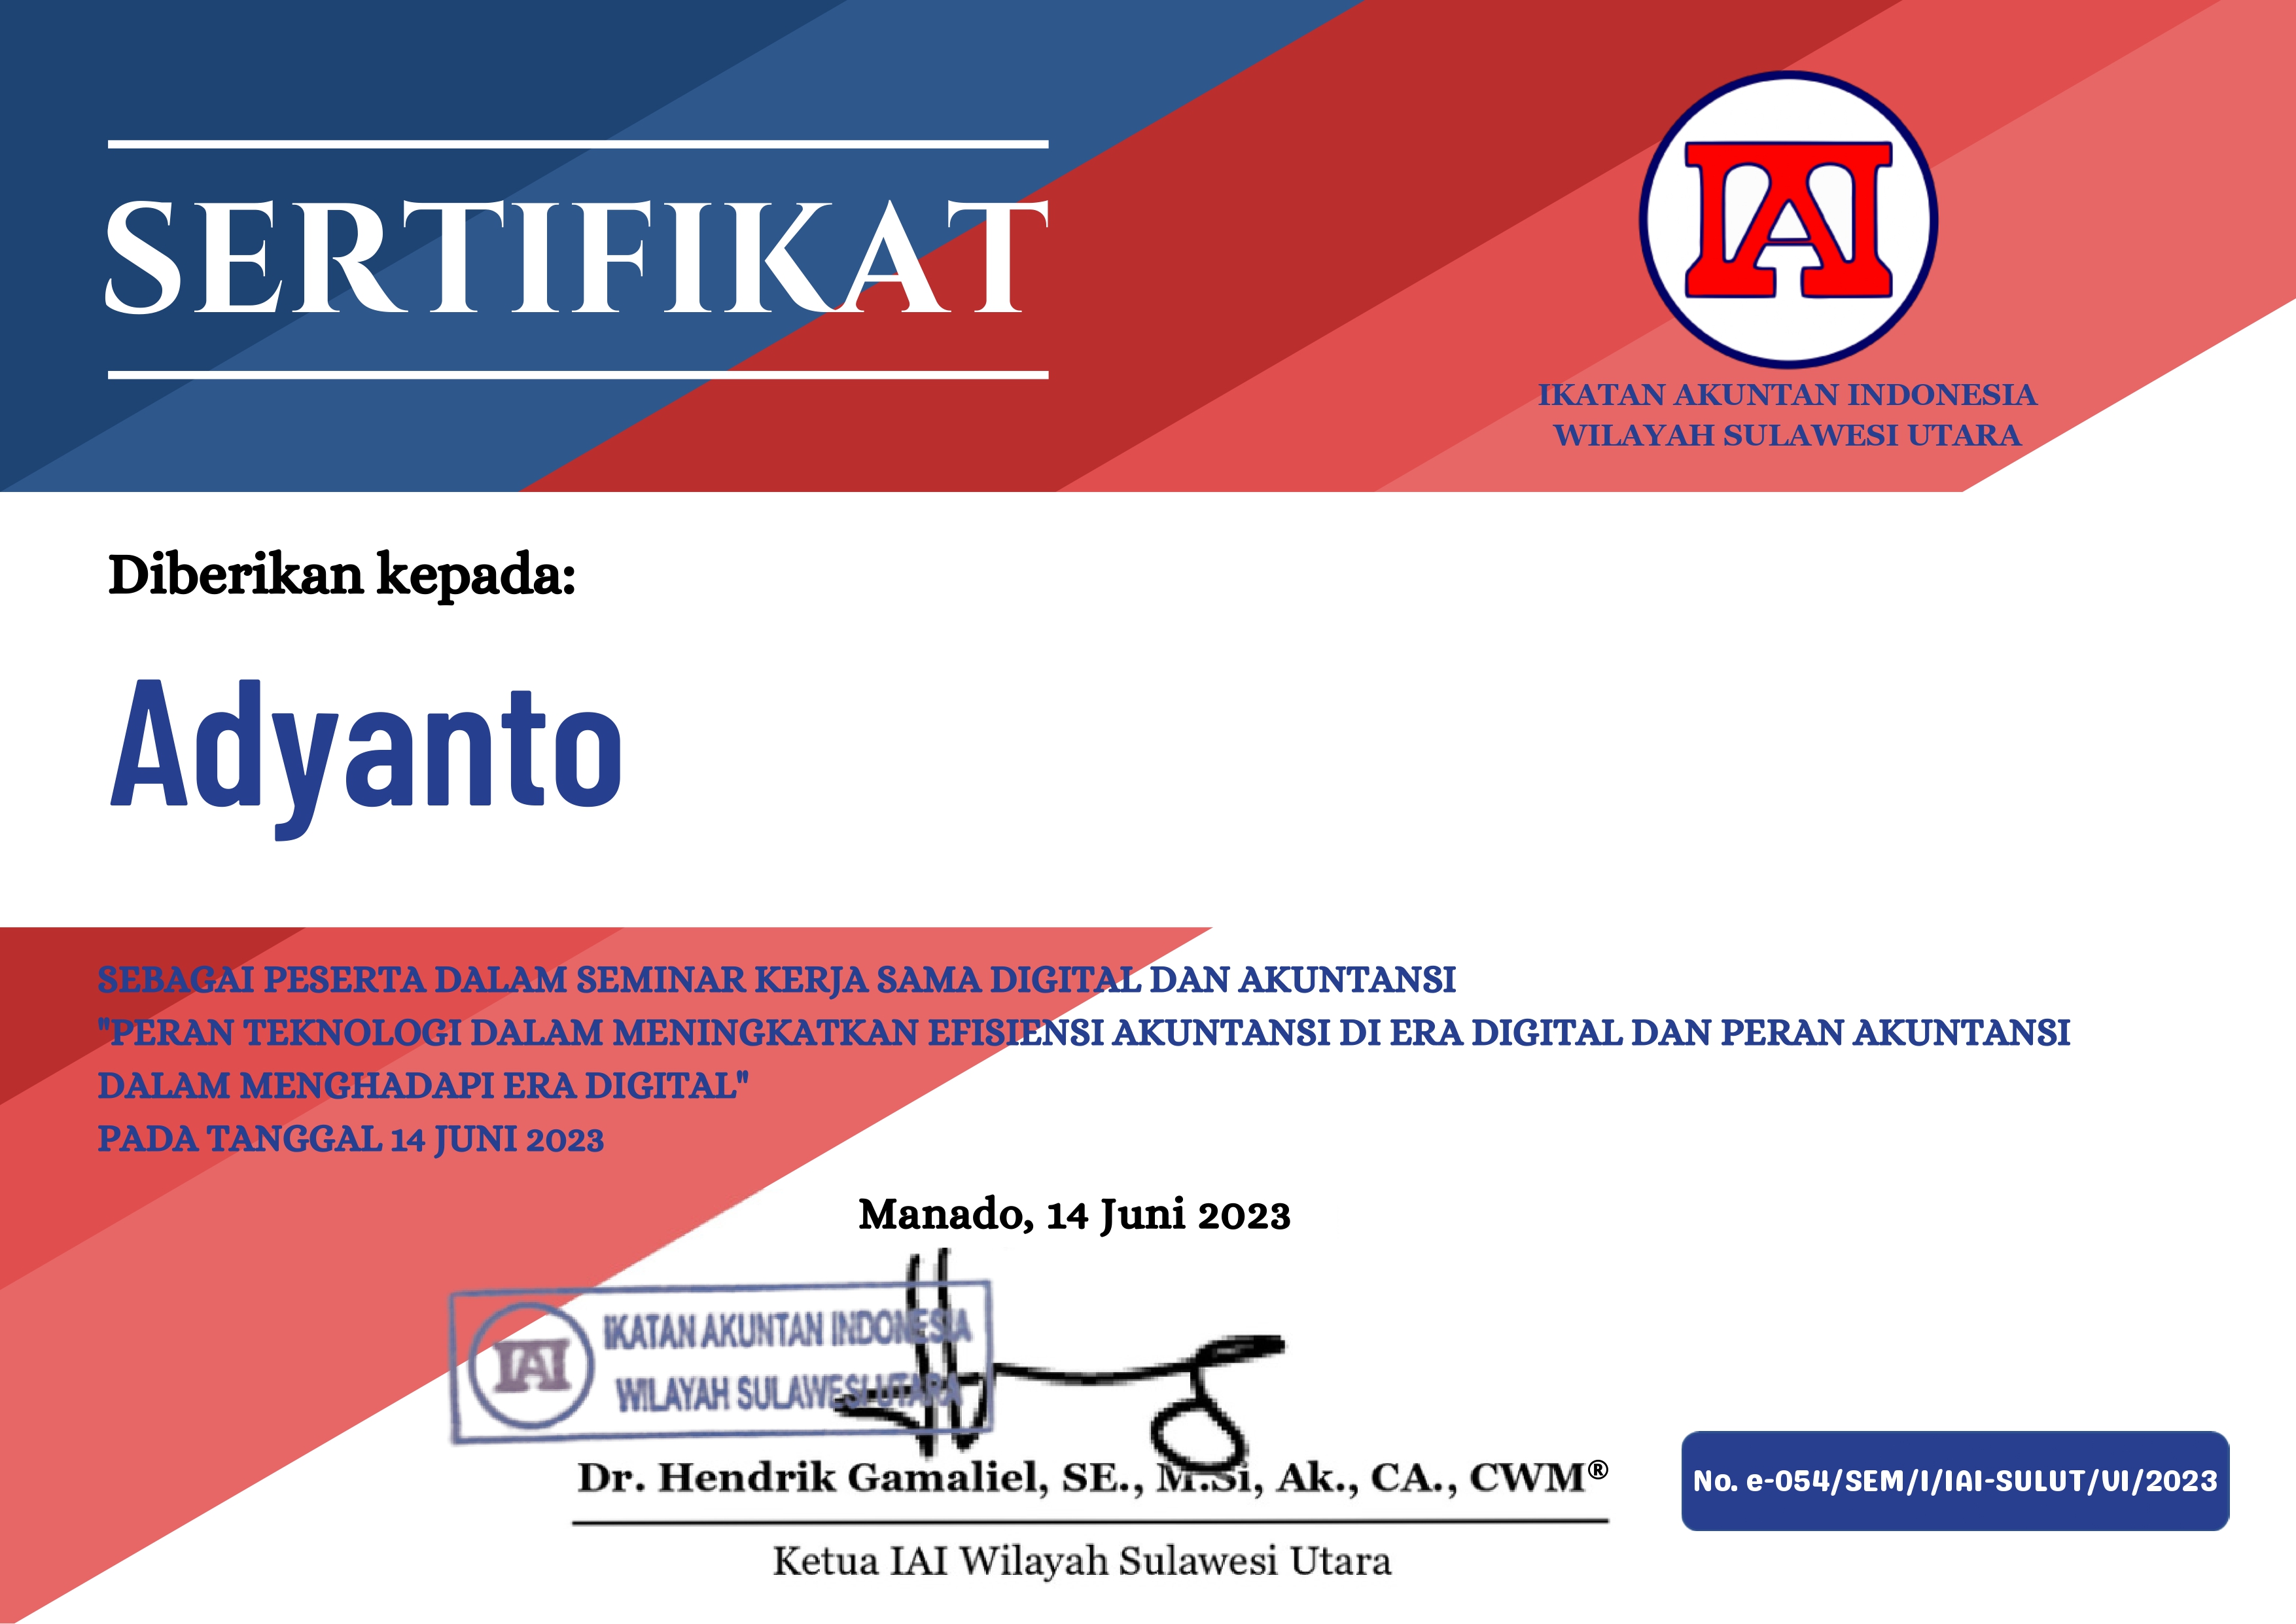 SERTIFIKAT
IAI
IKATAN AKUNTAN INDONESIA
WILAYAH SULAWESI UTARA
Diberikan kepada:
Adyanto
SEBAGAI PESERTA DALAM SEMINAR KERJA SAMA DIGITAL DAN AKUNTANSI
"PERAN TEKNOLOGI DALAM MENINGKATKAN EFISIENSI AKUNTANSI DI ERA DIGITAL DAN PERAN AKUNTANSI
DALAM MENGHADAPI ERA DIGITAL"
PADA TANGGAL 14 JUNI 2023
Manado, 14 Juni 2023
IAI
IKATAN AKUNTAN INDONESIA
WILAYAH SULAWESI UTARA
Dr. Hendrik Gamaliel, SE., M.Si, Ak., CA., CWM®
Ketua IAI Wilayah Sulawesi Utara
No. e-054/SEM/I/IAI-SULUT/VI/2023